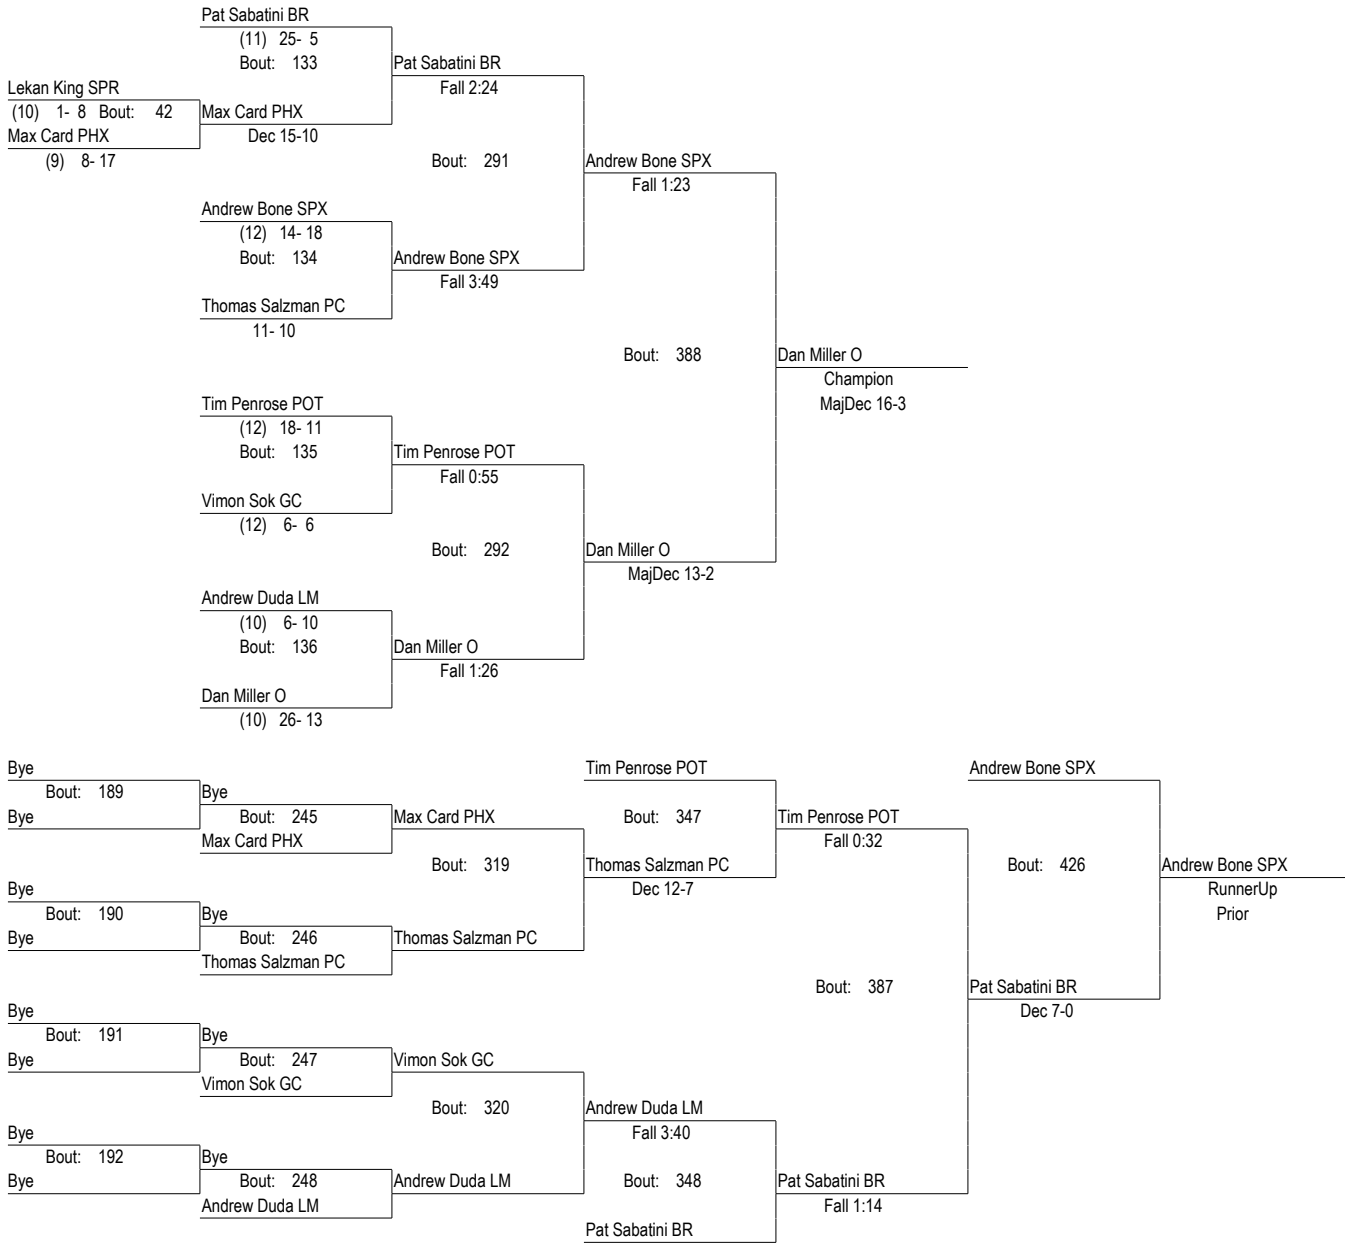 Pat Sabatini BR
(11) 25- 5
Bout: 133
Pat Sabatini BR
Fall 2:24
Lekan King SPR
(10) 1- 8 Bout: 42
Max Card PHX
Max Card PHX
Dec 15-10
(9) 8- 17
Bout: 291
Andrew Bone SPX
Fall 1:23
Andrew Bone SPX
(12) 14- 18
Bout: 134
Andrew Bone SPX
Fall 3:49
Thomas Salzman PC
11- 10
Bout: 388
Dan Miller O
Champion
MajDec 16-3
Tim Penrose POT
(12) 18- 11
Bout: 135
Tim Penrose POT
Fall 0:55
Vimon Sok GC
(12) 6- 6
Bout: 292
Dan Miller O
MajDec 13-2
Andrew Duda LM
(10) 6- 10
Bout: 136
Dan Miller O
Fall 1:26
Dan Miller O
(10) 26- 13
Bye
Tim Penrose POT
Andrew Bone SPX
Bout: 189
Bye
Bye
Bout: 245
Max Card PHX
Bout: 347
Tim Penrose POT
Max Card PHX
Fall 0:32
Bout: 319
Thomas Salzman PC
Bout: 426
Andrew Bone SPX
Bye
Dec 12-7
RunnerUp
Bout: 190
Bye
Prior
Bye
Bout: 246
Thomas Salzman PC
Thomas Salzman PC
Bout: 387
Pat Sabatini BR
Dec 7-0
Bye
Bout: 191
Bye
Bye
Bout: 247
Vimon Sok GC
Vimon Sok GC
Bout: 320
Andrew Duda LM
Fall 3:40
Bye
Bout: 192
Bye
Bye
Bout: 248
Andrew Duda LM
Bout: 348
Pat Sabatini BR
Andrew Duda LM
Fall 1:14
Pat Sabatini BR